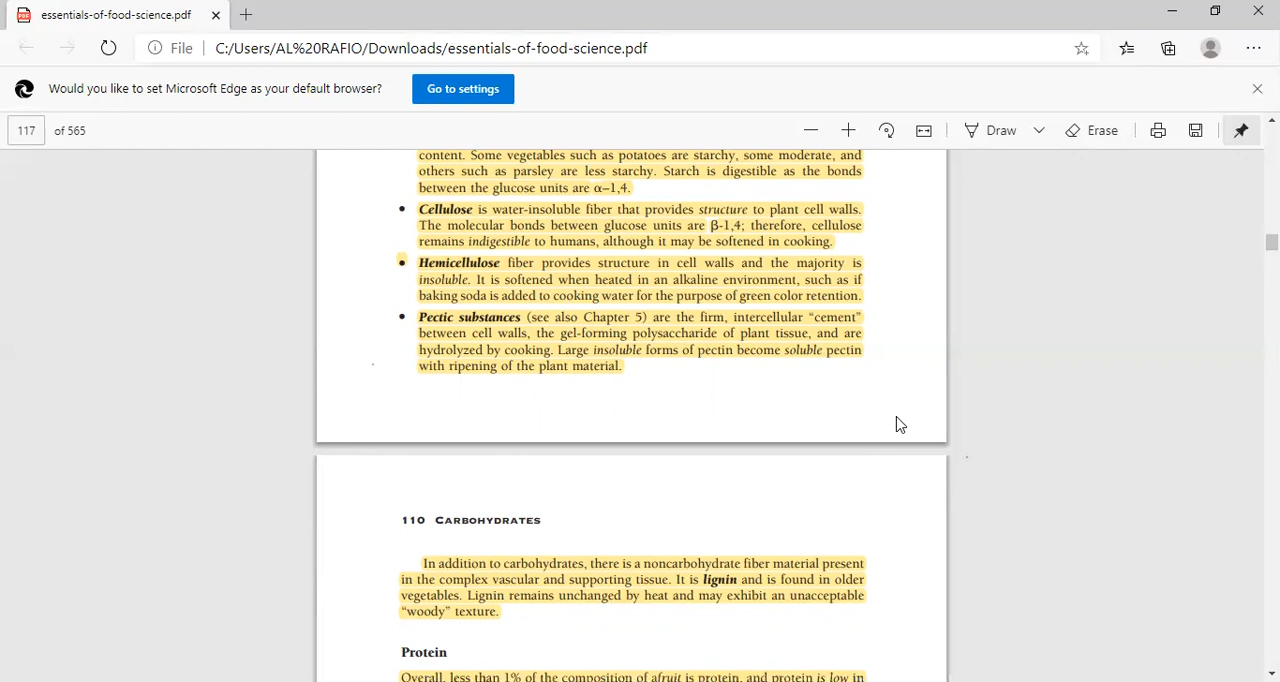 essentials-of-food-science.pdf
File C:/Users/AL%20RAFIO/Downloads/essentials-of-food-science.pdf
Would you like to set Microsoft Edge as your default browser? Go to settings
117 of 565 Draw Erase
content. Some vegetables such as potatoes are starchy, some moderate, and
others such as parsley are less starchy. Starch is digestible as the bonds
between the glucose units are α–1,4.
• Cellulose is water-insoluble fiber that provides structure to plant cell walls.
The molecular bonds between glucose units are β-1,4; therefore, cellulose
remains indigestible to humans, although it may be softened in cooking.
• Hemicellulose fiber provides structure in cell walls and the majority is
insoluble. It is softened when heated in an alkaline environment, such as if
baking soda is added to cooking water for the purpose of green color retention.
• Pectic substances (see also Chapter 5) are the firm, intercellular “cement”
between cell walls, the gel-forming polysaccharide of plant tissue, and are
hydrolyzed by cooking. Large insoluble forms of pectin become soluble pectin
with ripening of the plant material.
110 CARBOHYDRATES
In addition to carbohydrates, there is a noncarbohydrate fiber material present
in the complex vascular and supporting tissue. It is lignin and is found in older
vegetables. Lignin remains unchanged by heat and may exhibit an unacceptable
“woody” texture.
Protein
Overall, less than 1% of the composition of a fruit is protein, and protein is low in